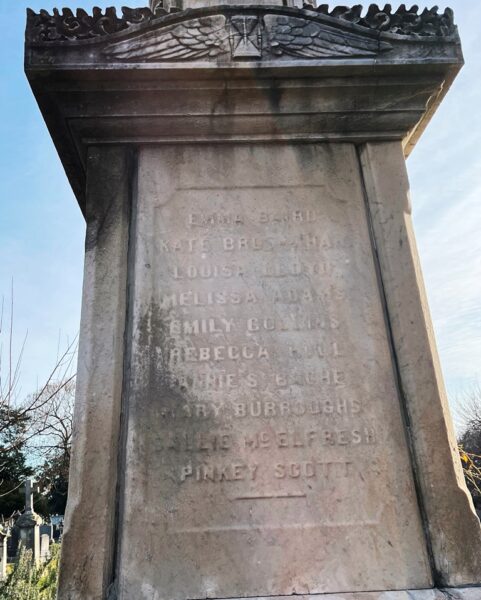 EMMA BAIRD
KATE
LOUISA LLOYD
MELISSA ADAMS
EMILY COLLINS
REBECCA HULL
ANNIE S. BACHE
MARY BURROUGHS
SALLIE McELFRESH
PINKEY SCOTT